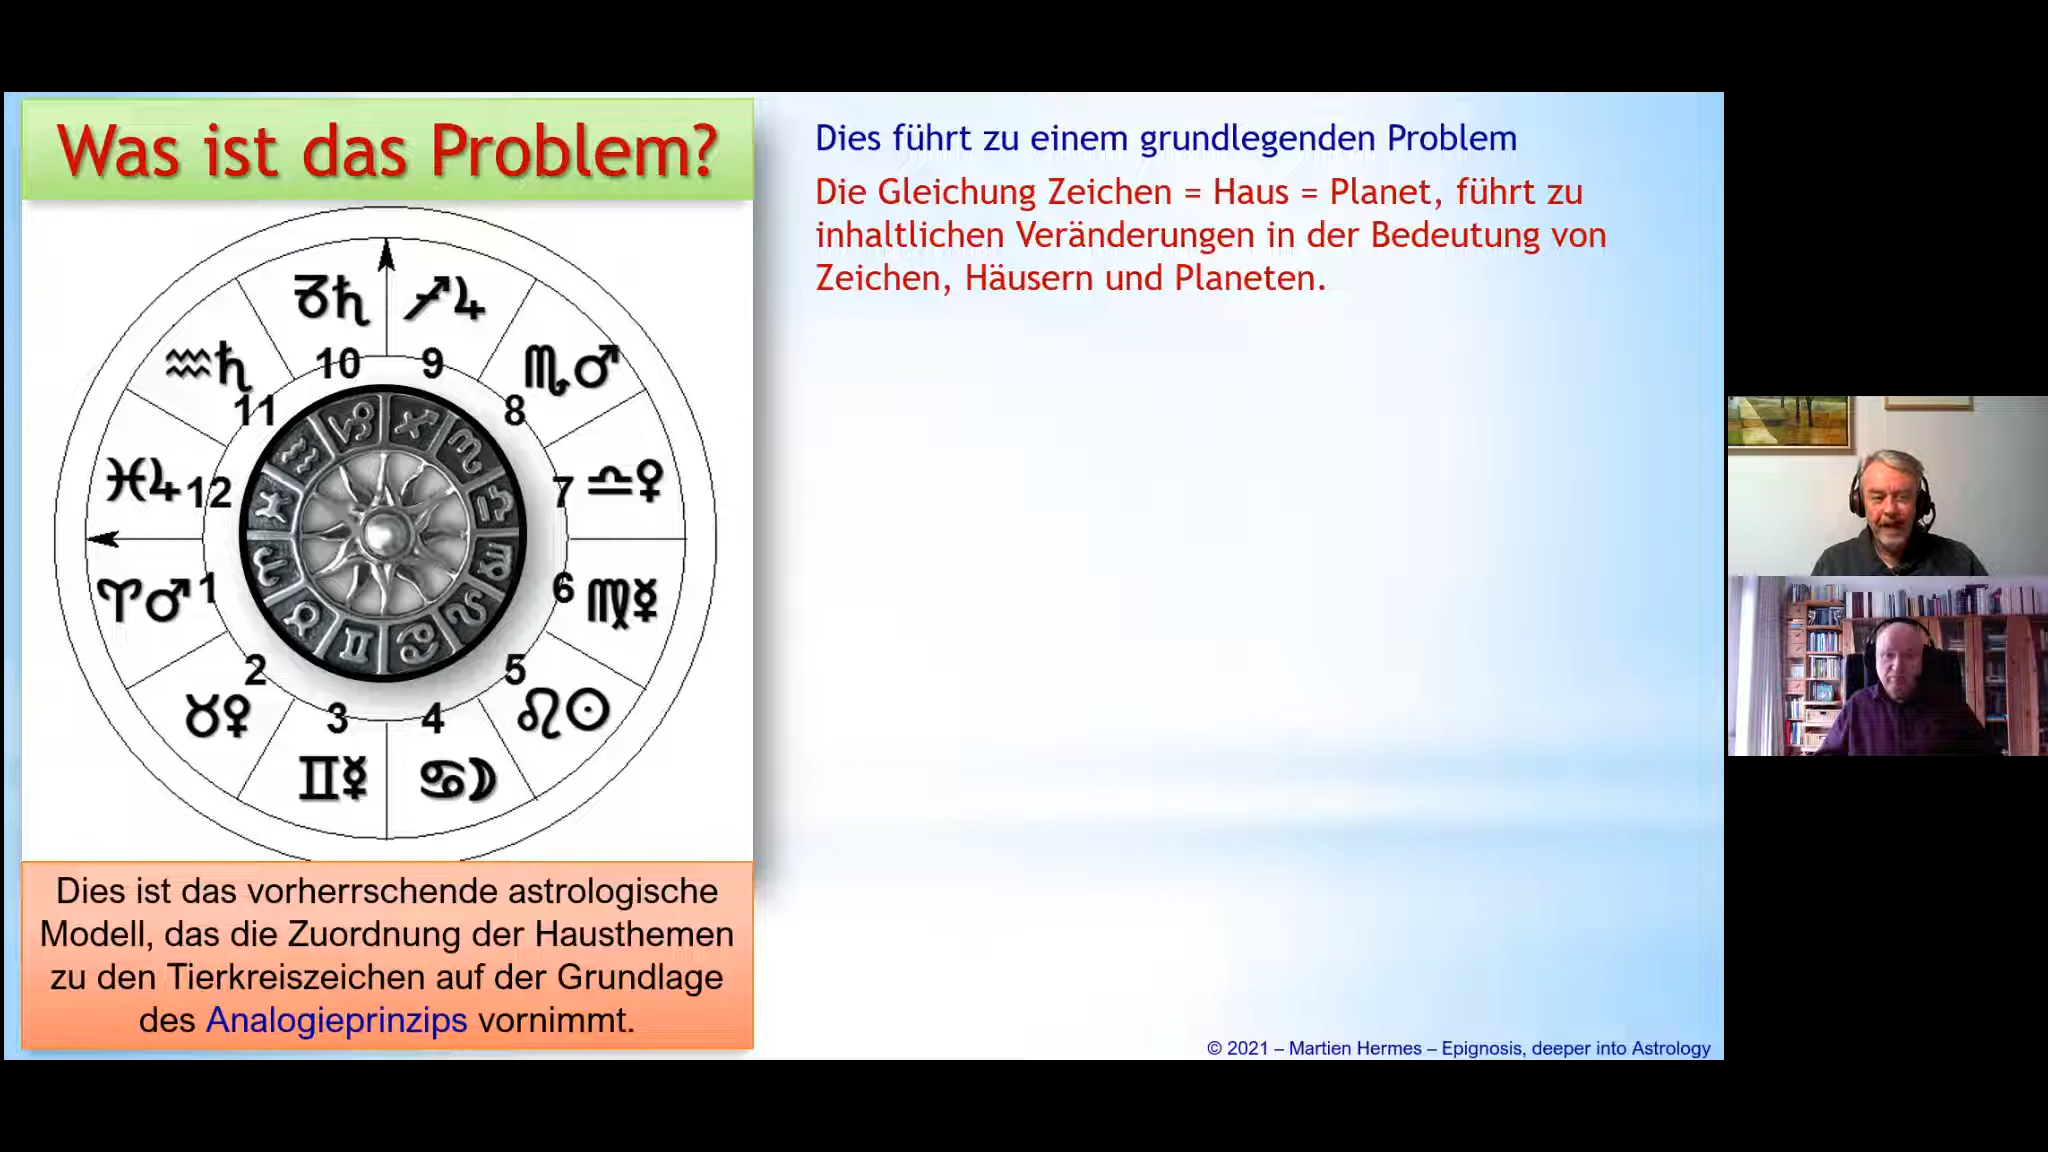 Was ist das Problem?
Dies führt zu einem grundlegenden Problem
Die Gleichung Zeichen = Haus = Planet, führt zu
inhaltlichen Veränderungen in der Bedeutung von
Zeichen, Häusern und Planeten.
♑♄ ♐♃
♒♄ 10 9 ♏♂
11 8
♓♃ 12 7 ♎♀
♈♂ 1 6 ♍☿
2 5
♉♀ 3 4 ♌☉
♊☿ ♋☽
Dies ist das vorherrschende astrologische
Modell, das die Zuordnung der Hausthemen
zu den Tierkreiszeichen auf der Grundlage
des Analogieprinzips vornimmt.
© 2021 – Martien Hermes – Epignosis, deeper into Astrology